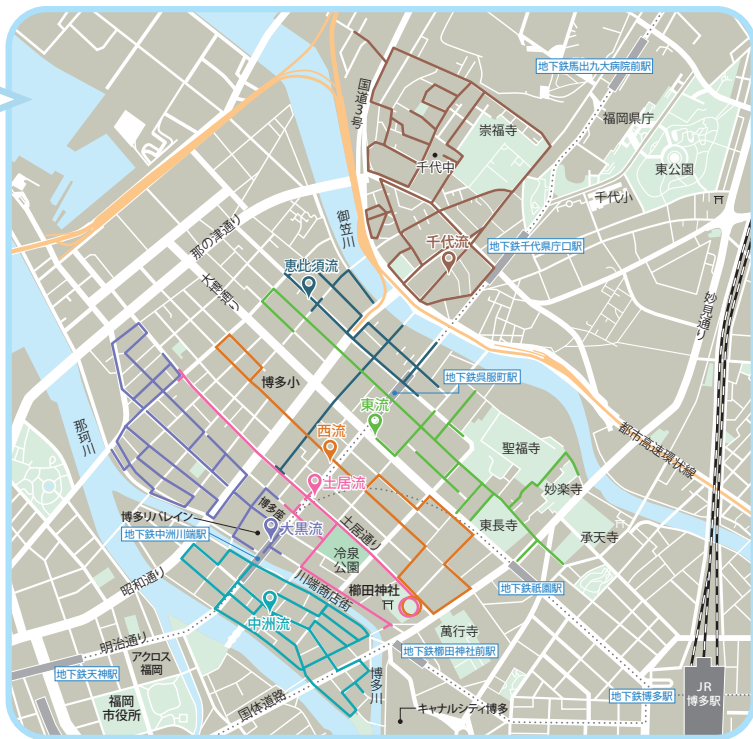 地下鉄馬出九大病院前駅
国道3号
福岡県庁
崇福寺
東公園
千代中
千代小
御笠川
那の津通り
千代流
地下鉄千代県庁口駅
恵比須流
大博通り
妙見通り
地下鉄呉服町駅
博多小
東流
西流
那珂川
都市高速環状線
聖福寺
妙楽寺
土居流
博多座
博多リバレイン
大黒流
土居通り
東長寺
承天寺
地下鉄中洲川端駅
冷泉
公園
昭和通り
川端商店街
櫛田神社
地下鉄祇園駅
中洲流
萬行寺
明治通り
地下鉄櫛田神社前駅
アクロス
福岡
地下鉄天神駅
博多川
JR
博多駅
地下鉄博多駅
福岡
市役所
国体道路
キャナルシティ博多